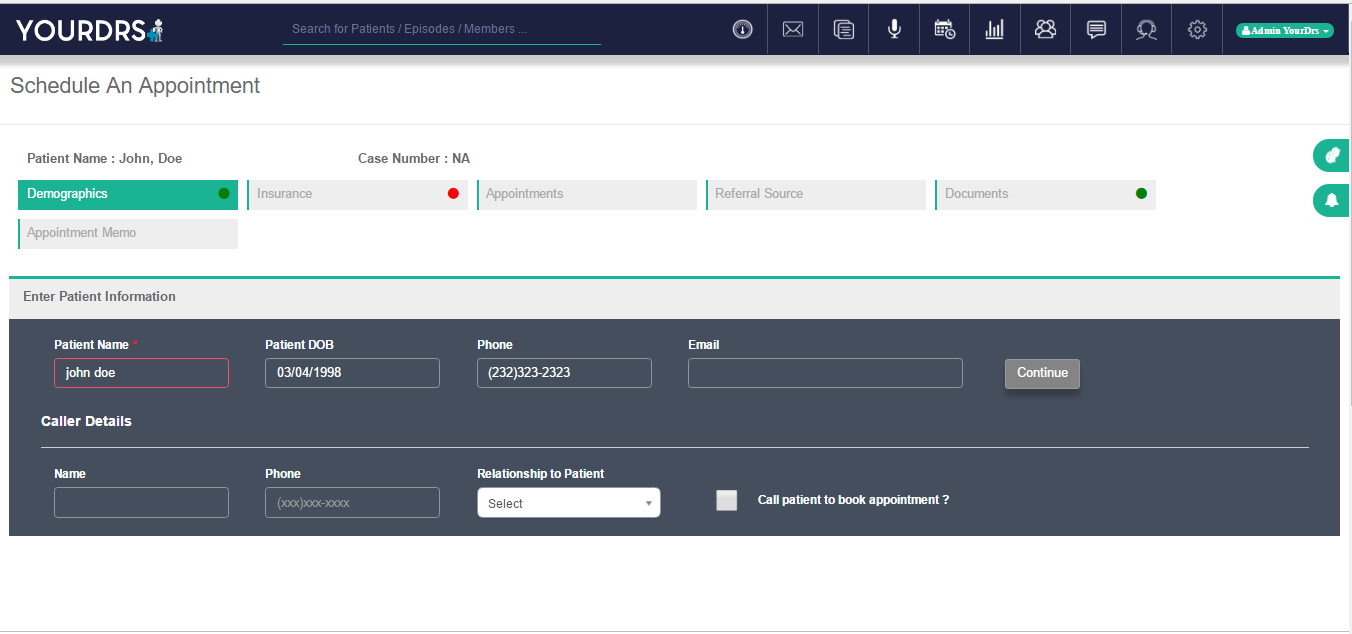 YOURDRS
Search for Patients / Episodes / Members ...
Admin YourDrs
Schedule An Appointment
Patient Name : John, Doe
Case Number : NA
Demographics
Insurance
Appointments
Referral Source
Documents
Appointment Memo
Enter Patient Information
Patient Name *
Patient DOB
Phone
Email
john doe
03/04/1998
(232)323-2323
Continue
Caller Details
Name
Phone
Relationship to Patient
(xxx)xxx-xxxx
Select
Call patient to book appointment ?